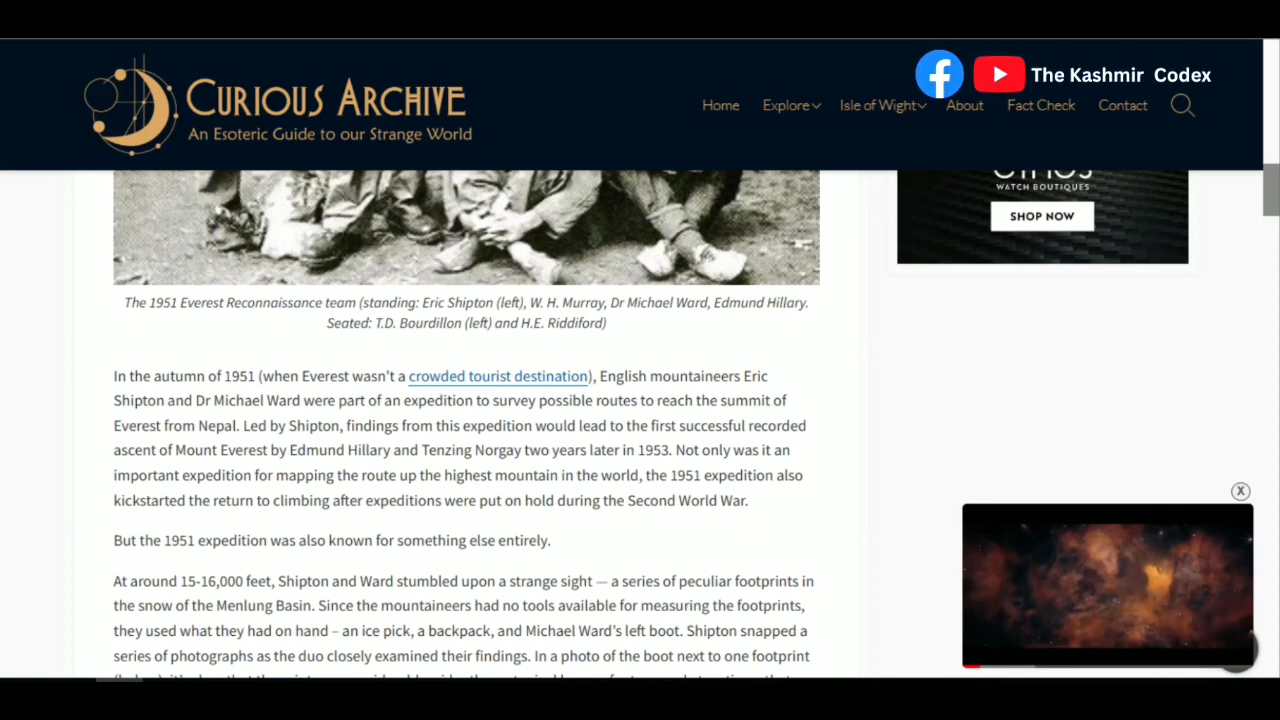 CURIOUS ARCHIVE
An Esoteric Guide to our Strange World
The Kashmir Codex
Home Explore Isle of Wight About Fact Check Contact
WATCH BOUTIQUES
SHOP NOW
The 1951 Everest Reconnaissance team (standing: Eric Shipton (left), W. H. Murray, Dr Michael Ward, Edmund Hillary.
Seated: T.D. Bourdillon (left) and H.E. Riddiford)
In the autumn of 1951 (when Everest wasn't a crowded tourist destination), English mountaineers Eric
Shipton and Dr Michael Ward were part of an expedition to survey possible routes to reach the summit of
Everest from Nepal. Led by Shipton, findings from this expedition would lead to the first successful recorded
ascent of Mount Everest by Edmund Hillary and Tenzing Norgay two years later in 1953. Not only was it an
important expedition for mapping the route up the highest mountain in the world, the 1951 expedition also
kickstarted the return to climbing after expeditions were put on hold during the Second World War.
But the 1951 expedition was also known for something else entirely.
At around 15-16,000 feet, Shipton and Ward stumbled upon a strange sight — a series of peculiar footprints in
the snow of the Menlung Basin. Since the mountaineers had no tools available for measuring the footprints,
they used what they had on hand – an ice pick, a backpack, and Michael Ward's left boot. Shipton snapped a
series of photographs as the duo closely examined their findings. In a photo of the boot next to one footprint
X